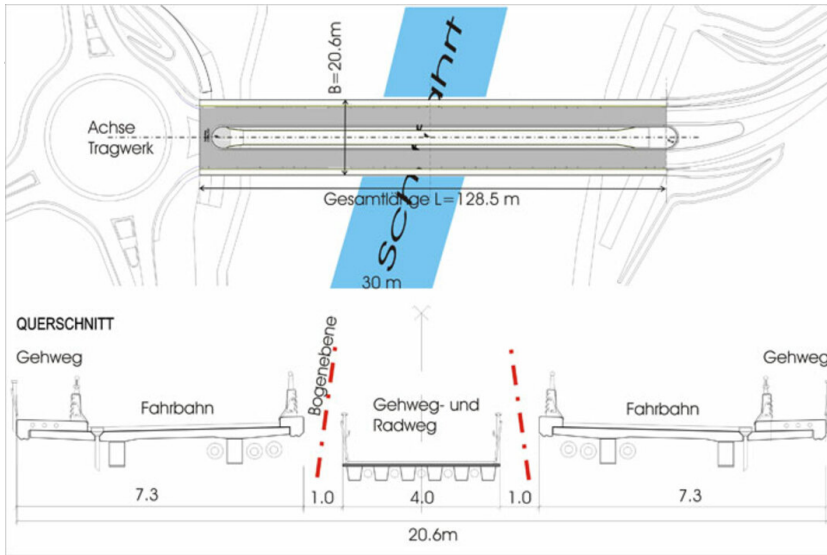 B=20.6m
Schifffahrt
Achse
Tragwerk
Gesamtlänge L=128.5 m
30 m
QUERSCHNITT
Gehweg
Bogenebene
Gehweg
Fahrbahn
Gehweg- und
Radweg
Fahrbahn
7.3
1.0
4.0
1.0
7.3
20.6m